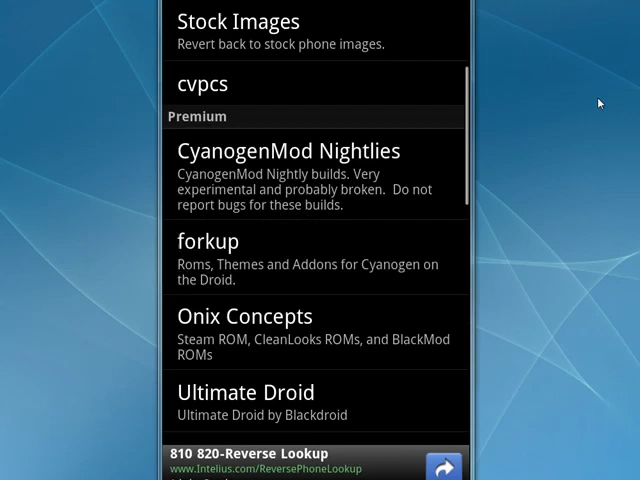 Stock Images
Revert back to stock phone images.
cvpcs
Premium
CyanogenMod Nightlies
CyanogenMod Nightly builds. Very
experimental and probably broken.  Do not
report bugs for these builds.
forkup
Roms, Themes and Addons for Cyanogen on
the Droid.
Onix Concepts
Steam ROM, CleanLooks ROMs, and BlackMod
ROMs
Ultimate Droid
Ultimate Droid by Blackdroid
810 820-Reverse Lookup
www.Intelius.com/ReversePhoneLookup